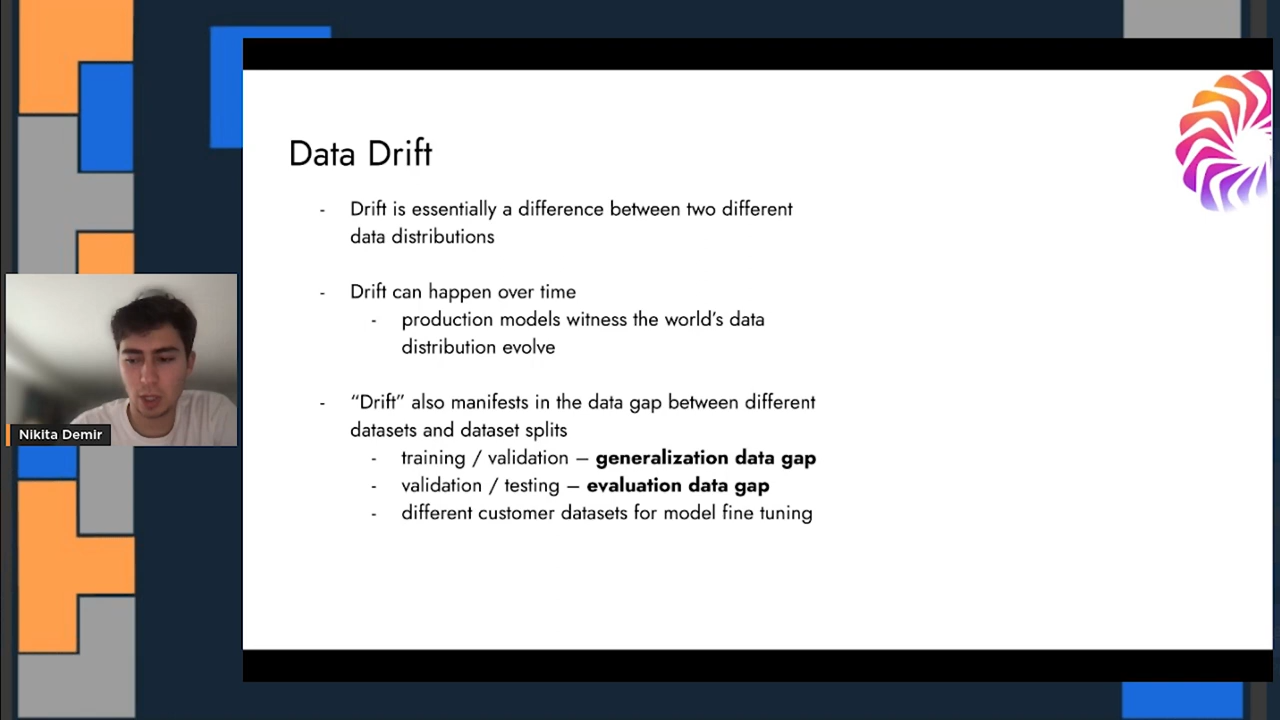 Data Drift
- Drift is essentially a difference between two different
data distributions
- Drift can happen over time
- production models witness the world’s data
distribution evolve
- “Drift” also manifests in the data gap between different
datasets and dataset splits
- training / validation – generalization data gap
- validation / testing – evaluation data gap
- different customer datasets for model fine tuning
Nikita Demir